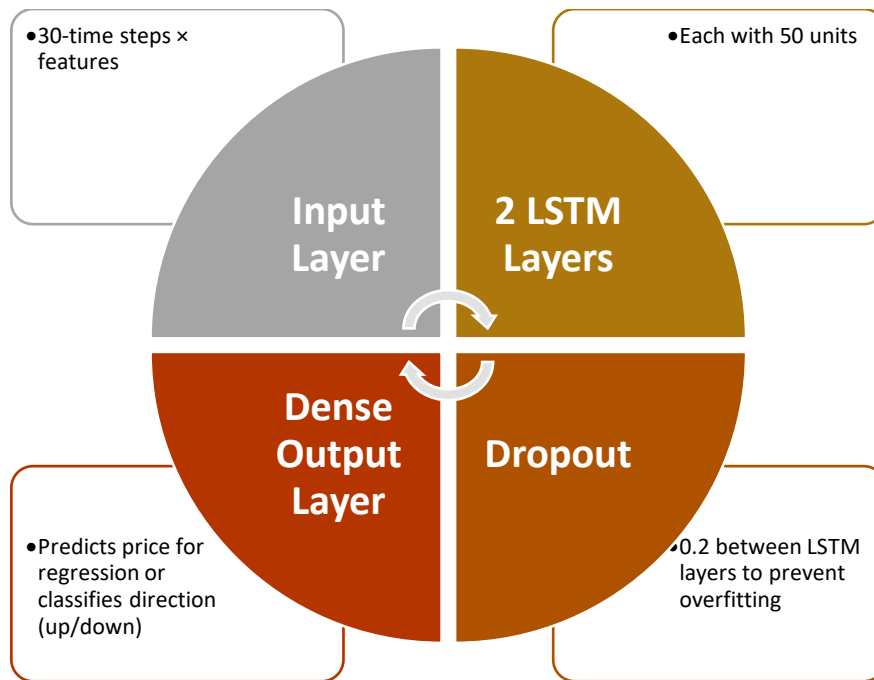 •30-time steps ×
features
•Each with 50 units
Input
Layer
2 LSTM
Layers
Dense
Output
Layer
Dropout
•Predicts price for
regression or
classifies direction
(up/down)
•0.2 between LSTM
layers to prevent
overfitting